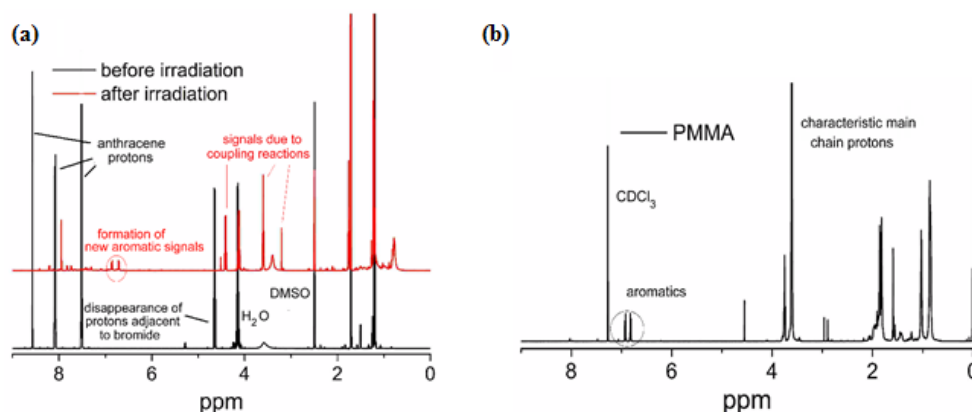 (a)
before irradiation
after irradiation
anthracene
protons
signals due to
coupling reactions
formation of
new aromatic signals
disappearance of
protons adjacent
to bromide
H2O
DMSO
8
6
4
2
0
ppm
(b)
PMMA
characteristic main
chain protons
CDCl3
aromatics
8
6
4
2
0
ppm